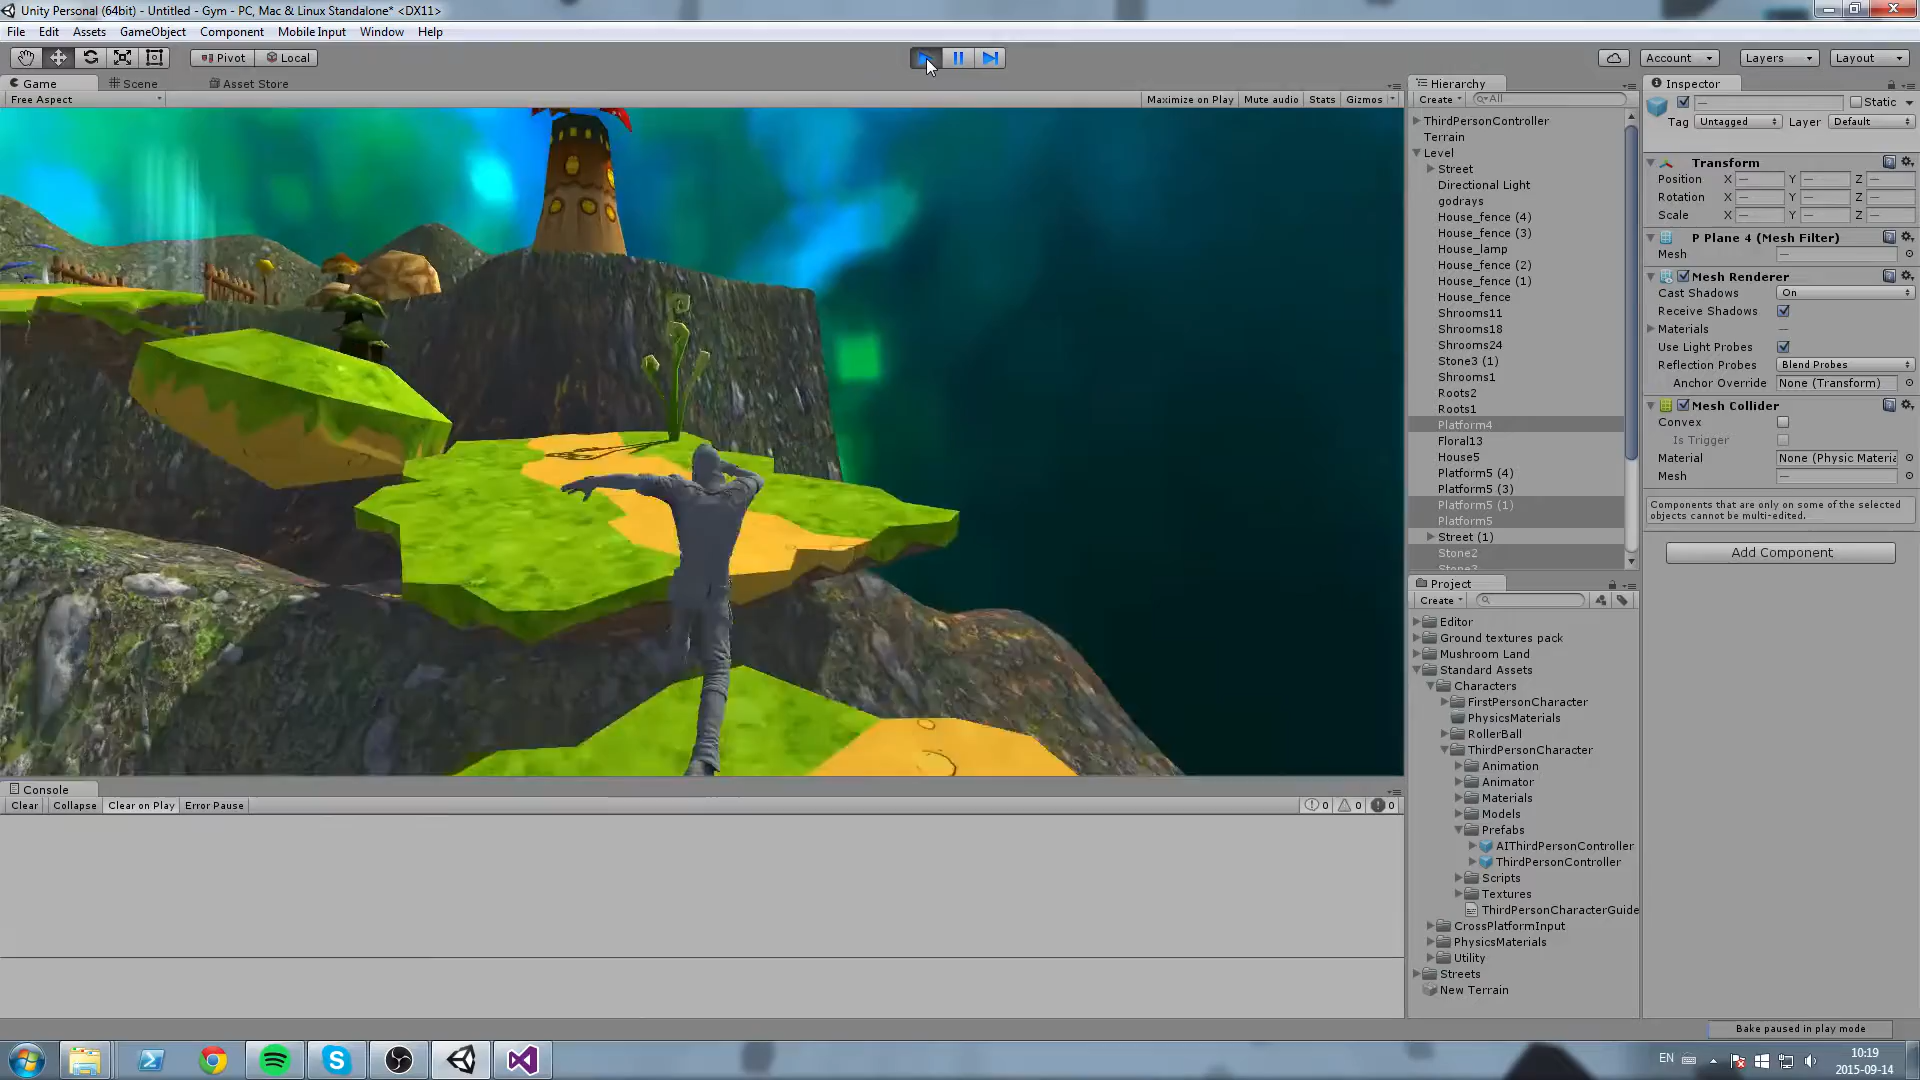 Unity Personal (64bit) - Untitled - Gym - PC, Mac & Linux Standalone* <DX11>
File Edit Assets GameObject Component Mobile Input Window Help
Pivot Local
Account Layers Layout
Game Scene Asset Store
Free Aspect
Maximize on Play Mute audio Stats Gizmos
Hierarchy
Create All
ThirdPersonController
Terrain
Level
Street
Directional Light
godrays
House_fence (4)
House_fence (3)
House_lamp
House_fence (2)
House_fence (1)
House_fence
Shrooms11
Shrooms18
Shrooms24
Stone3 (1)
Shrooms1
Roots2
Roots1
Platform4
Floral13
House5
Platform5 (4)
Platform5 (3)
Platform5 (1)
Platform5
Street (1)
Stone2
Inspector
— Static
Tag Untagged Layer Default
Transform
Position X — Y — Z —
Rotation X — Y — Z —
Scale X — Y — Z —
P Plane 4 (Mesh Filter)
Mesh —
Mesh Renderer
Cast Shadows On
Receive Shadows
Materials —
Use Light Probes
Reflection Probes Blend Probes
Anchor Override None (Transform)
Mesh Collider
Convex
Is Trigger
Material None (Physic Materia
Mesh —
Components that are only on some of the selected
objects cannot be multi-edited.
Add Component
Project
Create
Editor
Ground textures pack
Mushroom Land
Standard Assets
Characters
FirstPersonCharacter
PhysicsMaterials
RollerBall
ThirdPersonCharacter
Animation
Animator
Materials
Models
Prefabs
AIThirdPersonController
ThirdPersonController
Scripts
Textures
ThirdPersonCharacterGuide
CrossPlatformInput
PhysicsMaterials
Utility
Streets
New Terrain
Console
Clear Collapse Clear on Play Error Pause
0 0 0
Bake paused in play mode
EN
10:19
2015-09-14